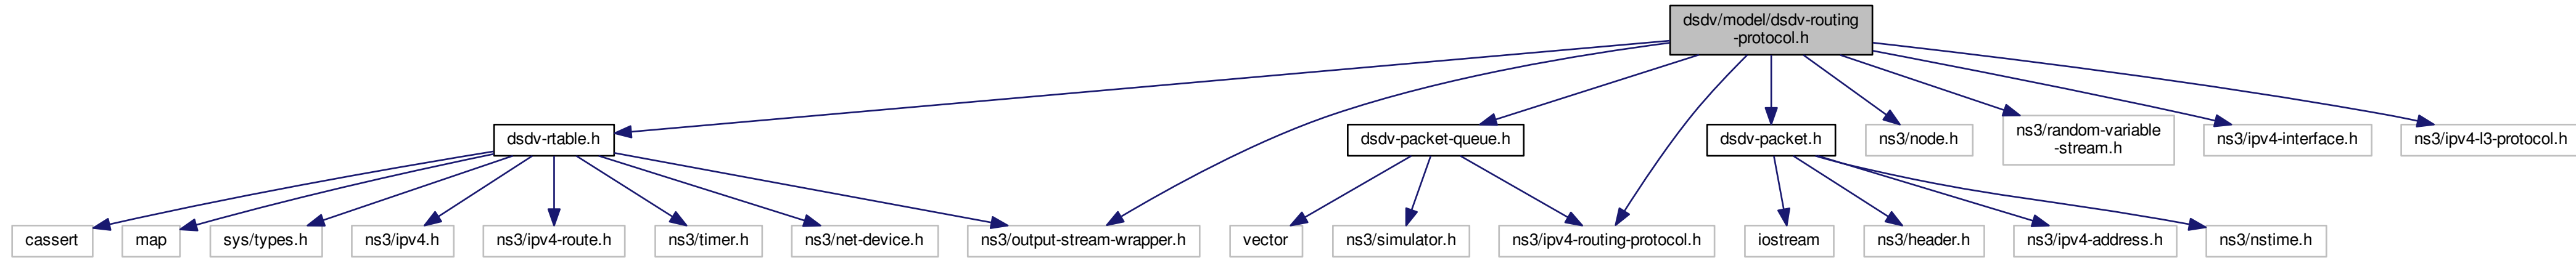 dsdv/model/dsdv-routing
-protocol.h
dsdv-rtable.h
dsdv-packet-queue.h
dsdv-packet.h
ns3/node.h
ns3/random-variable
-stream.h
ns3/ipv4-interface.h
ns3/ipv4-l3-protocol.h
cassert
map
sys/types.h
ns3/ipv4.h
ns3/ipv4-route.h
ns3/timer.h
ns3/net-device.h
ns3/output-stream-wrapper.h
vector
ns3/simulator.h
ns3/ipv4-routing-protocol.h
iostream
ns3/header.h
ns3/ipv4-address.h
ns3/nstime.h